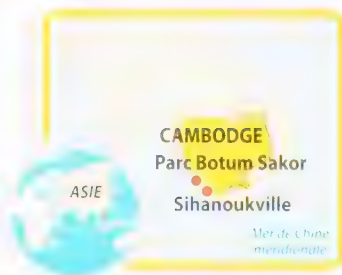 CAMBODGE
Parc Botum Sakor
ASIE
Sihanoukville
Mer de Chine
méridionale